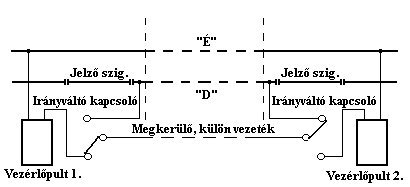 "É"
Jelző szig.
Jelző szig.
"D"
Irányváltó kapcsoló
Irányváltó kapcsoló
Megkerülő, külön vezeték
Vezérlőpult 1.
Vezérlőpult 2.